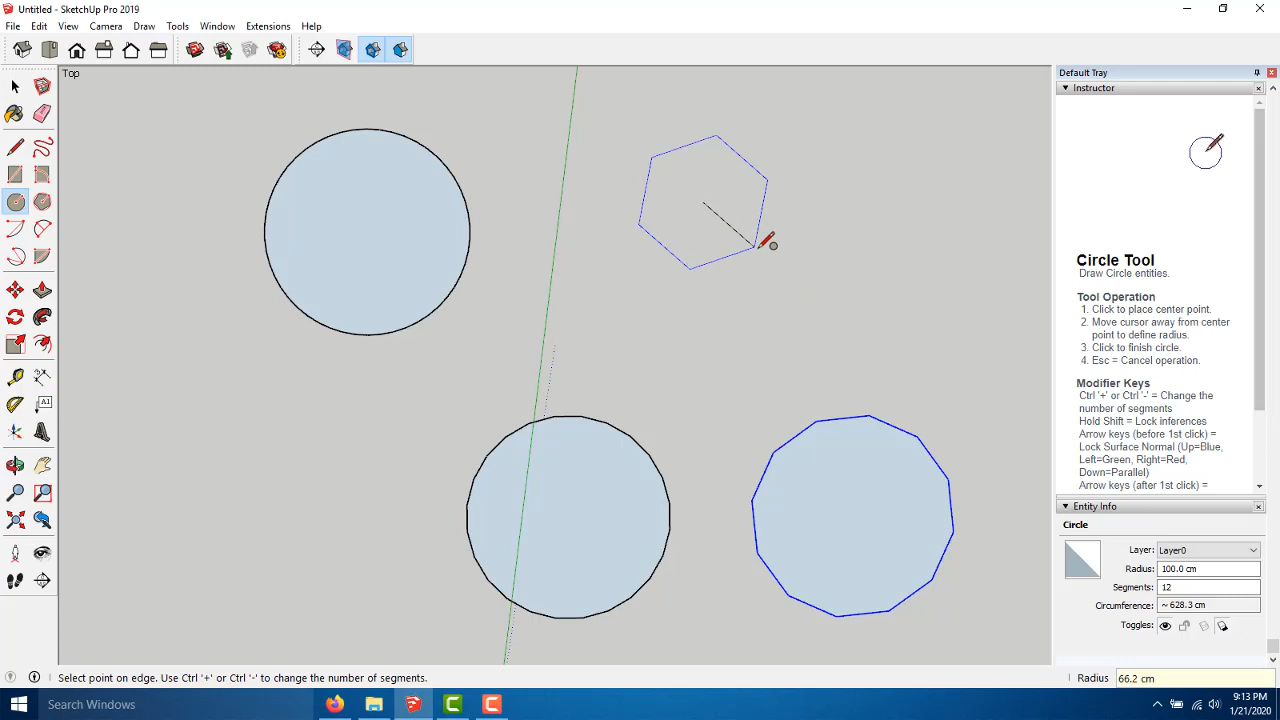 Untitled - SketchUp Pro 2019
File Edit View Camera Draw Tools Window Extensions Help
Top
Default Tray
Instructor
Circle Tool
Draw Circle entities.
Tool Operation
1. Click to place center point.
2. Move cursor away from center
point to define radius.
3. Click to finish circle.
4. Esc = Cancel operation.
Modifier Keys
Ctrl '+' or Ctrl '-' = Change the
number of segments
Hold Shift = Lock inferences
Arrow keys (before 1st click) =
Lock Surface Normal (Up=Blue,
Left=Green, Right=Red,
Down=Parallel)
Arrow keys (after 1st click) =
A1
Entity Info
Circle
Layer: Layer0
Radius: 100.0 cm
Segments: 12
Circumference: ~ 628.3 cm
Toggles:
Select point on edge. Use Ctrl '+' or Ctrl '-' to change the number of segments.
Radius 66.2 cm
Search Windows
9:13 PM
1/21/2020